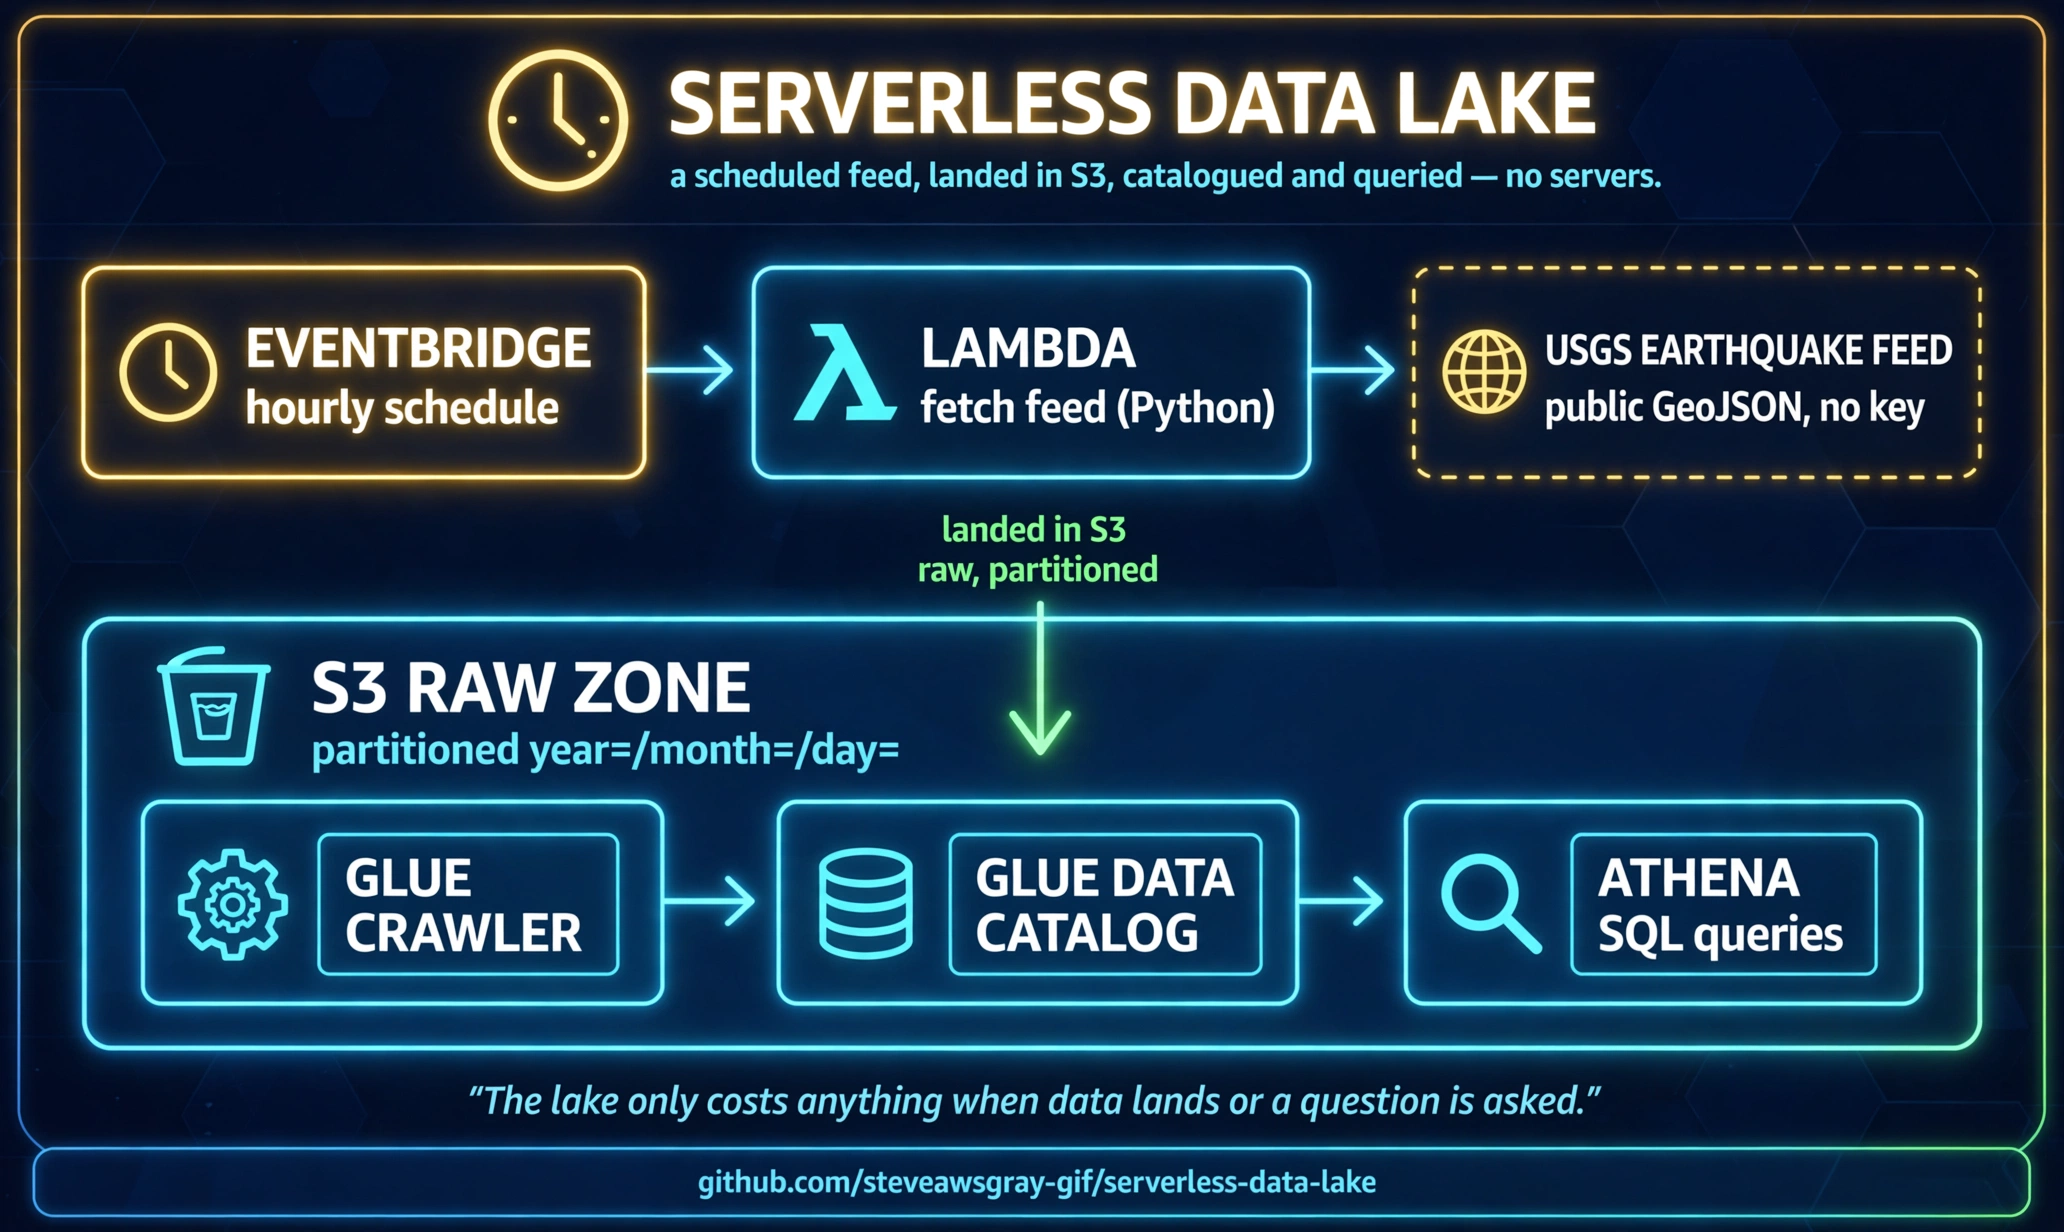 SERVERLESS DATA LAKE
a scheduled feed, landed in S3, catalogued and queried — no servers.
EVENTBRIDGE
hourly schedule
LAMBDA
fetch feed (Python)
USGS EARTHQUAKE FEED
public GeoJSON, no key
landed in S3
raw, partitioned
S3 RAW ZONE
partitioned year=/month=/day=
GLUE
CRAWLER
GLUE DATA
CATALOG
ATHENA
SQL queries
“The lake only costs anything when data lands or a question is asked.”
github.com/steveawsgray-gif/serverless-data-lake